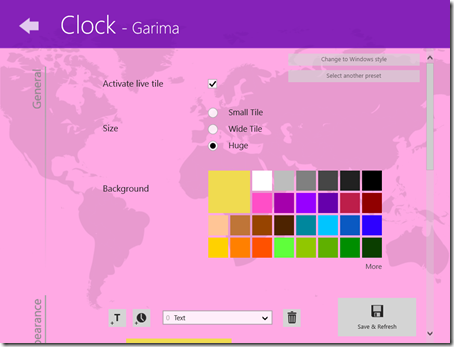 Clock - Garima
Change to Windows style
Select another preset
General
Activate live tile
Small Tile
Size
Wide Tile
Huge
Background
More
pearance
T
0 Text
Save & Refresh